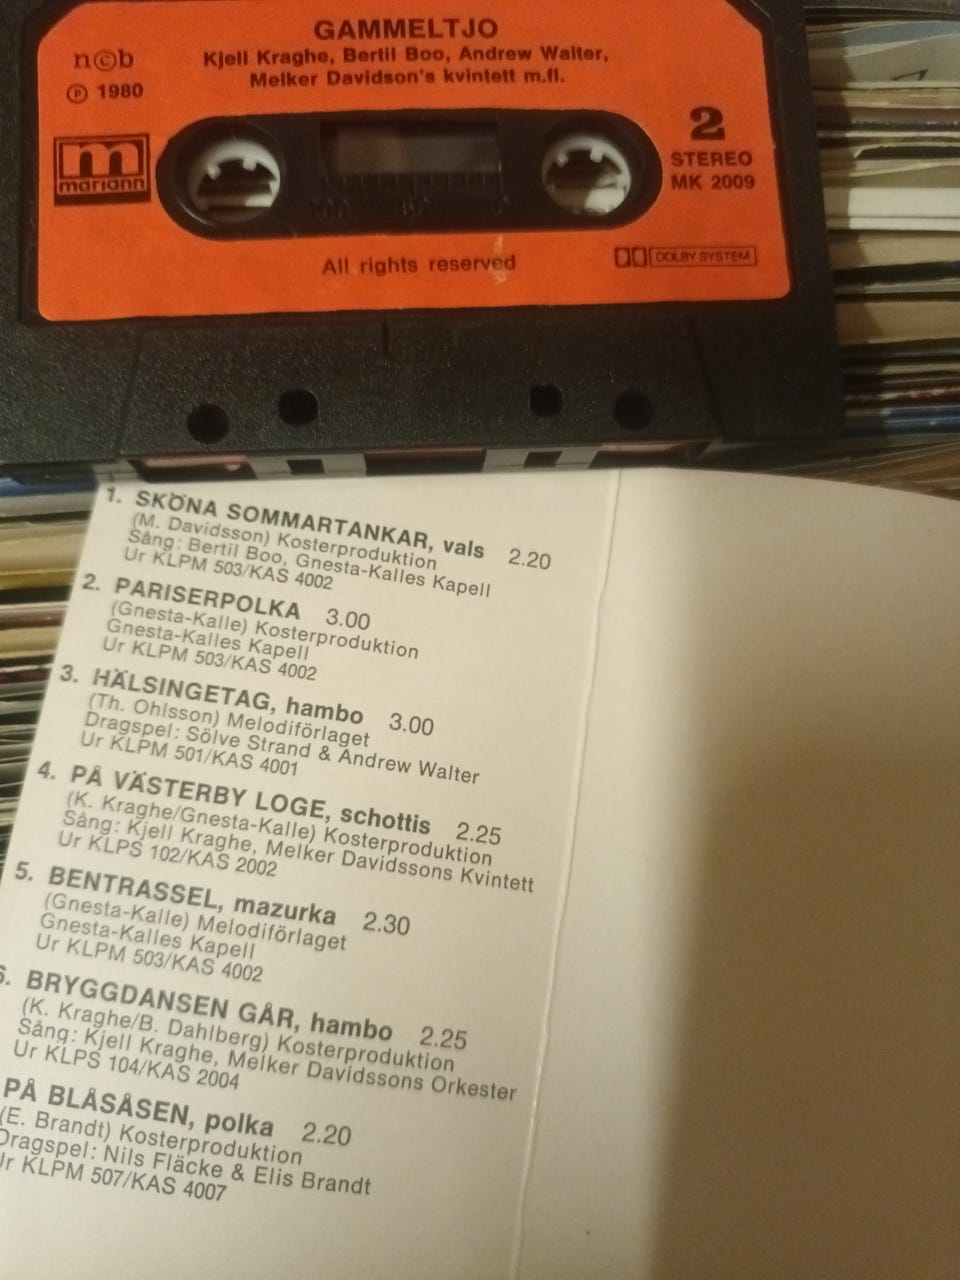 GAMMELTJO
Kjell Kraghe, Bertil Boo, Andrew Walter,
Melker Davidson's kvintett m.fl.
n©b
℗ 1980
m
mariann
2
STEREO
MK 2009
100 50 0
All rights reserved
DOLBY SYSTEM
1. SKÖNA SOMMARTANKAR, vals 2.20
(M. Davidsson) Kosterproduktion
Sång: Bertil Boo, Gnesta-Kalles Kapell
Ur KLPM 503/KAS 4002
2. PARISERPOLKA 3.00
(Gnesta-Kalle) Kosterproduktion
Gnesta-Kalles Kapell
Ur KLPM 503/KAS 4002
3. HÄLSINGETAG, hambo 3.00
(Th. Ohlsson) Melodiförlaget
Dragspel: Sölve Strand & Andrew Walter
Ur KLPM 501/KAS 4001
4. PÅ VÄSTERBY LOGE, schottis 2.25
(K. Kraghe/Gnesta-Kalle) Kosterproduktion
Sång: Kjell Kraghe, Melker Davidssons Kvintett
Ur KLPS 102/KAS 2002
5. BENTRASSEL, mazurka 2.30
(Gnesta-Kalle) Melodiförlaget
Gnesta-Kalles Kapell
Ur KLPM 503/KAS 4002
6. BRYGGDANSEN GÅR, hambo 2.25
(K. Kraghe/B. Dahlberg) Kosterproduktion
Sång: Kjell Kraghe, Melker Davidssons Orkester
Ur KLPS 104/KAS 2004
PÅ BLÅSÅSEN, polka 2.20
(E. Brandt) Kosterproduktion
Dragspel: Nils Fläcke & Elis Brandt
Ur KLPM 507/KAS 4007